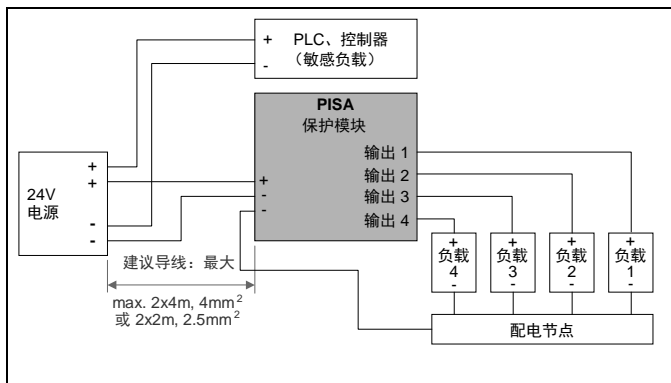 + PLC、控制器
- （敏感负载）
PISA
保护模块
输出 1
输出 2
输出 3
输出 4
24V
电源
+
+
-
-
+
-
-
建议导线：最大
max. 2x4m, 4mm²
或 2x2m, 2.5mm²
+
负载
4
-
+
负载
3
-
+
负载
2
-
+
负载
1
-
配电节点